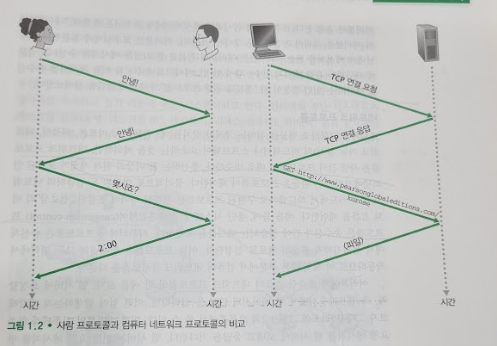 안녕!
안녕!
몇시죠?
2:00
시간
시간
TCP 연결 요청
TCP 연결 응답
GET http://www.pearsonglobaleditions.com/
kurose
(파일)
시간
시간
그림 1.2 • 사람 프로토콜과 컴퓨터 네트워크 프로토콜의 비교